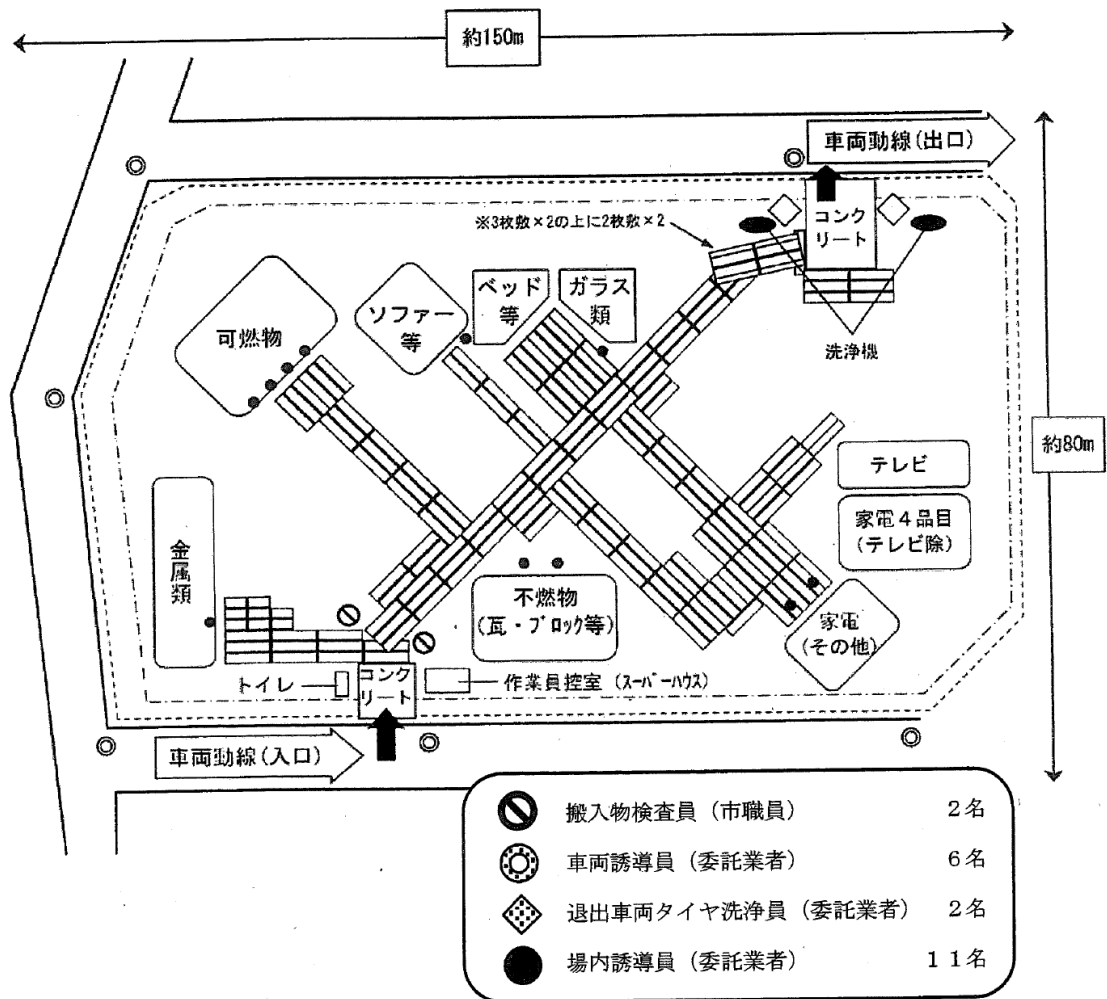 約150m
車両動線(出口)
※3枚敷×2の上に2枚敷×2
コンク
リート
ベッド
等
ガラス
類
ソファー
等
可燃物
洗浄機
約80m
テレビ
家電4品目
(テレビ除)
金属類
不燃物
(瓦・ブロック等)
家電
(その他)
トイレ
コンク
リート
作業員控室 (スーパーハウス)
車両動線(入口)
搬入物検査員（市職員） 2名
車両誘導員（委託業者） 6名
退出車両タイヤ洗浄員（委託業者） 2名
場内誘導員（委託業者） 11名